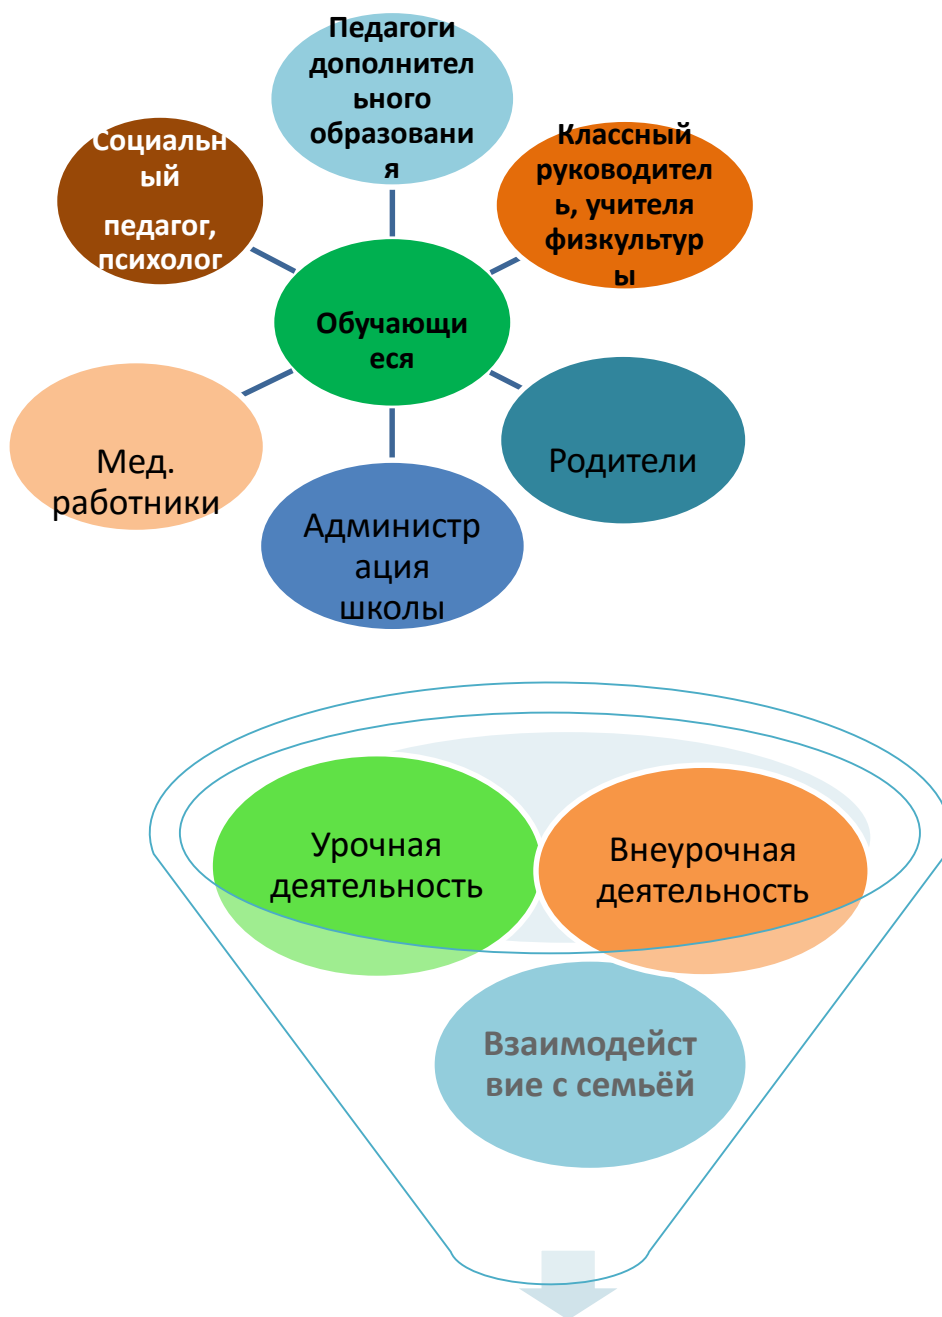 Педагоги
дополнител
ьного
образовани
я
Социальн
ый
педагог,
психолог
Классный
руководител
ь, учителя
физкультур
ы
Обучающи
еся
Мед.
работники
Родители
Администр
ация
школы
Урочная
деятельность
Внеурочная
деятельность
Взаимодейст
вие с семьёй